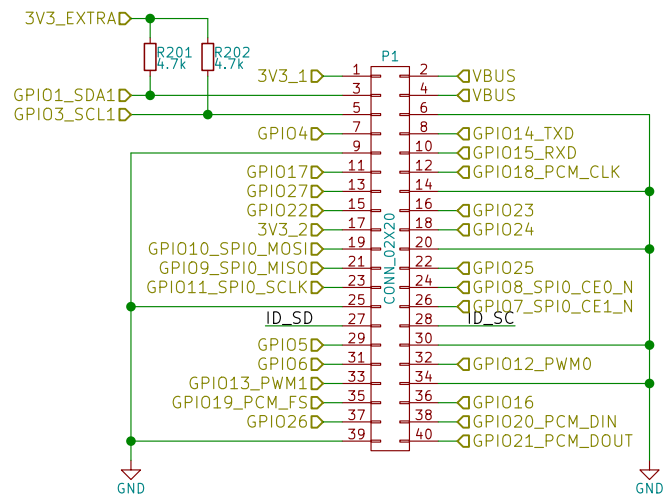 3V3_EXTRA
R201 R202
4.7k 4.7k
P1
3V3_1 1 2 VBUS
GPIO1_SDA1 3 4 VBUS
GPIO3_SCL1 5 6
GPIO4 7 8 GPIO14_TXD
9 10 GPIO15_RXD
GPIO17 11 12 GPIO18_PCM_CLK
GPIO27 13 14
GPIO22 15 16 GPIO23
3V3_2 17 18 GPIO24
GPIO10_SPI0_MOSI 19 20
GPIO9_SPI0_MISO 21 22 GPIO25
GPIO11_SPI0_SCLK 23 24 GPIO8_SPI0_CE0_N
25 26 GPIO7_SPI0_CE1_N
ID_SD 27 28 ID_SC
GPIO5 29 30
GPIO6 31 32 GPIO12_PWM0
GPIO13_PWM1 33 34
GPIO19_PCM_FS 35 36 GPIO16
GPIO26 37 38 GPIO20_PCM_DIN
39 40 GPIO21_PCM_DOUT
CONN_02X20
GND GND